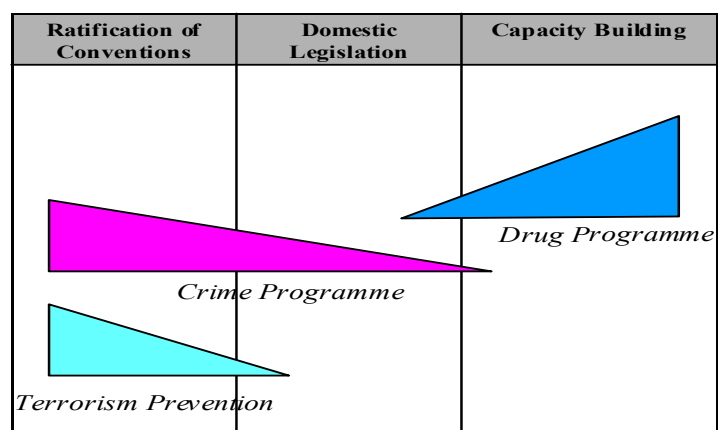 Ratification of
Conventions
Domestic
Legislation
Capacity Building
Drug Programme
Crime Programme
Terrorism Prevention